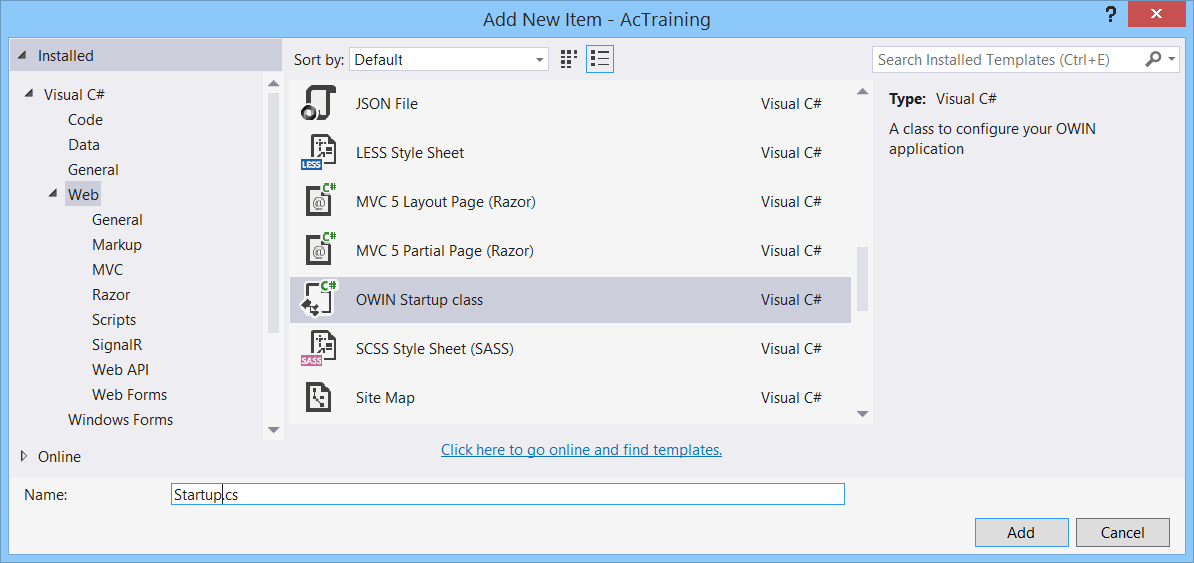 Add New Item - AcTraining
?
Installed
Sort by: Default
Search Installed Templates (Ctrl+E)
Visual C#
Code
Data
General
Web
General
Markup
MVC
Razor
Scripts
SignalR
Web API
Web Forms
Windows Forms
Online
JSON File Visual C#
LESS
LESS Style Sheet Visual C#
C#
@
MVC 5 Layout Page (Razor) Visual C#
C#
@
MVC 5 Partial Page (Razor) Visual C#
C#
OWIN Startup class Visual C#
SASS
SCSS Style Sheet (SASS) Visual C#
Site Map Visual C#
Click here to go online and find templates.
Type: Visual C#
A class to configure your OWIN
application
Name: Startup.cs
Add Cancel